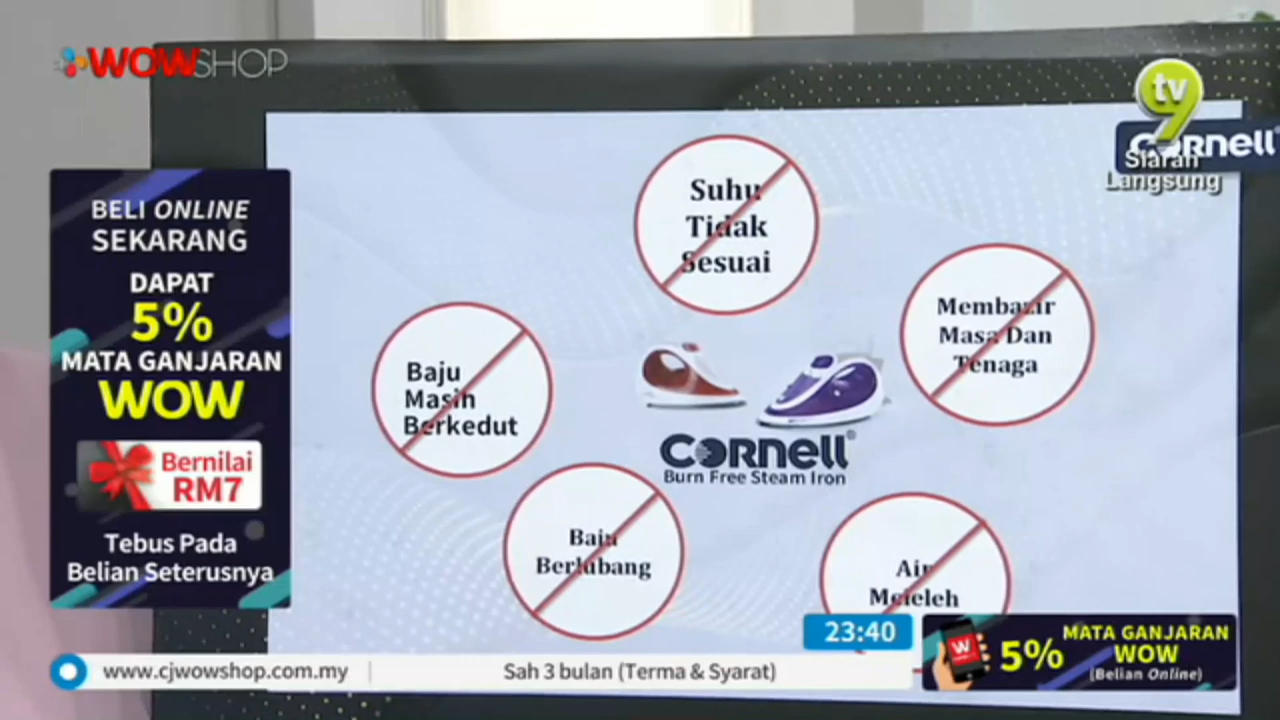 WOWSHOP
tv9
CORNELL
Siaran
Langsung
BELI ONLINE
SEKARANG
DAPAT
5%
MATA GANJARAN
WOW
Bernilai
RM7
Tebus Pada
Belian Seterusnya
Suhu
Tidak
Sesuai
Membazir
Masa Dan
Tenaga
Baju
Masih
Berkedut
CORNELL®
Burn Free Steam Iron
Baju
Berlubang
Air
Meleleh
23:40
5%
MATA GANJARAN
WOW
(Belian Online)
www.cjwowshop.com.my
Sah 3 bulan (Terma & Syarat)